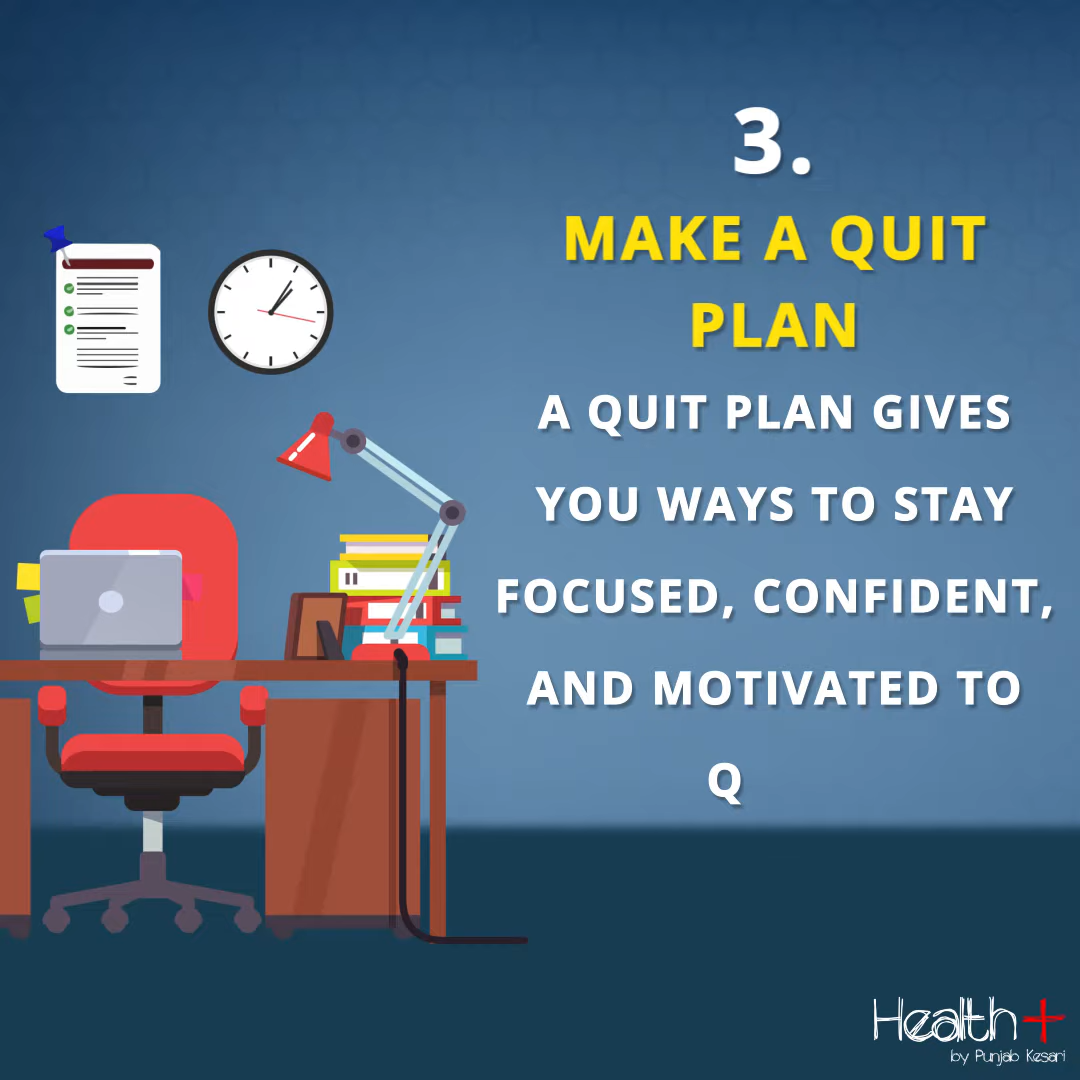 3.
MAKE A QUIT
PLAN
A QUIT PLAN GIVES
YOU WAYS TO STAY
FOCUSED, CONFIDENT,
AND MOTIVATED TO
Q
Health+
by Punjab Kesari